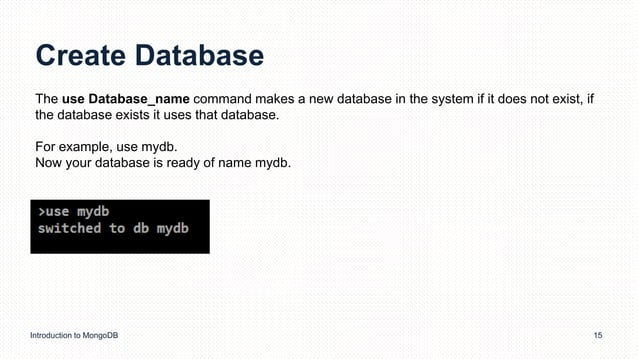 Create Database
The use Database_name command makes a new database in the system if it does not exist, if
the database exists it uses that database.
For example, use mydb.
Now your database is ready of name mydb.
>use mydb
switched to db mydb
Introduction to MongoDB
15